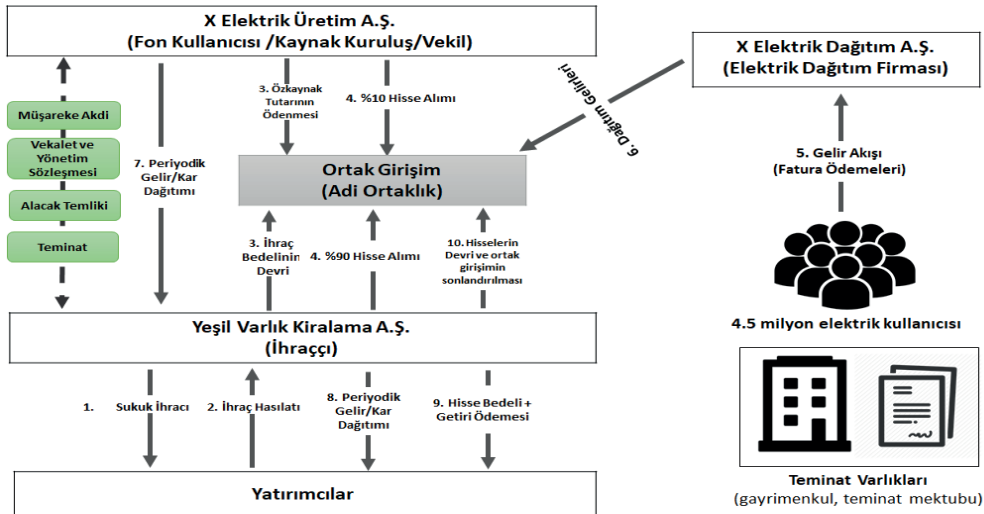 X Elektrik Üretim A.Ş.
(Fon Kullanıcısı /Kaynak Kuruluş/Vekil)
X Elektrik Dağıtım A.Ş.
(Elektrik Dağıtım Firması)
Müşareke Akdi
Vekalet ve
Yönetim
Sözleşmesi
Alacak Temliki
Teminat
7. Periyodik
Gelir/Kar
Dağıtımı
3. Özkaynak
Tutarının
Ödenmesi
4. %10 Hisse Alımı
6. Dağıtım Gelirleri
Ortak Girişim
(Adi Ortaklık)
3. İhraç
Bedelinin
Devri
4. %90 Hisse Alımı
10. Hisselerin
Devri ve ortak
girişimin
sonlandırılması
5. Gelir Akışı
(Fatura Ödemeleri)
4.5 milyon elektrik kullanıcısı
Yeşil Varlık Kiralama A.Ş.
(İhraççı)
1. Sukuk İhracı
2. İhraç Hasılatı
8. Periyodik
Gelir/Kar
Dağıtımı
9. Hisse Bedeli +
Getiri Ödemesi
Yatırımcılar
Teminat Varlıkları
(gayrimenkul, teminat mektubu)